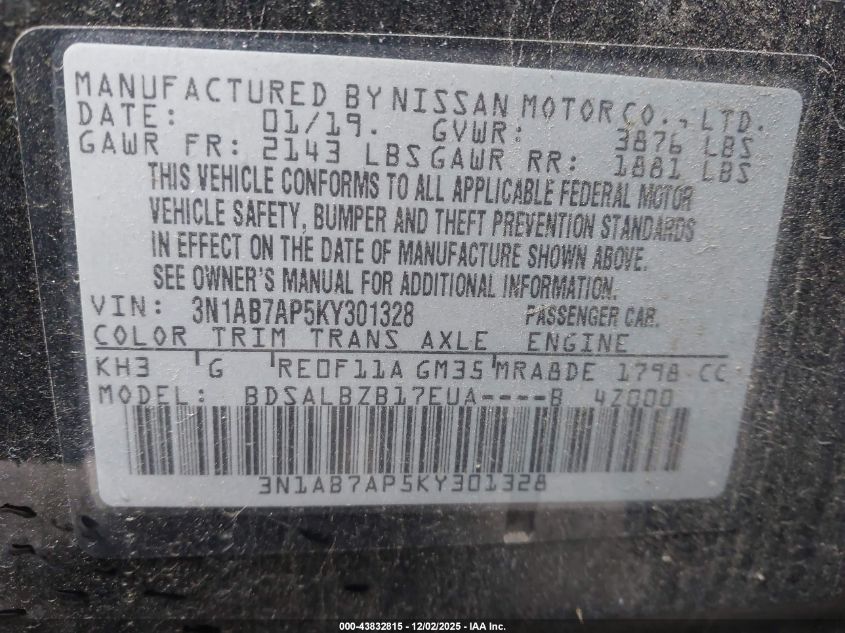 MANUFACTURED BY NISSAN MOTOR CO., LTD.
DATE: 01/19. GVWR: 3876 LBS
GAWR FR: 2143 LBS GAWR RR: 1881 LBS
THIS VEHICLE CONFORMS TO ALL APPLICABLE FEDERAL MOTOR
VEHICLE SAFETY, BUMPER AND THEFT PREVENTION STANDARDS
IN EFFECT ON THE DATE OF MANUFACTURE SHOWN ABOVE.
SEE OWNER'S MANUAL FOR ADDITIONAL INFORMATION.
VIN: 3N1AB7AP5KY301328 PASSENGER CAR.
COLOR TRIM TRANS AXLE ENGINE
KH3 G RE0F11A GM35 MRA8DE 1798 CC
MODEL: BDSALBZB17EUA----B 47000
3N1AB7AP5KY301328
000-43832815 - 12/02/2025 - IAA Inc.